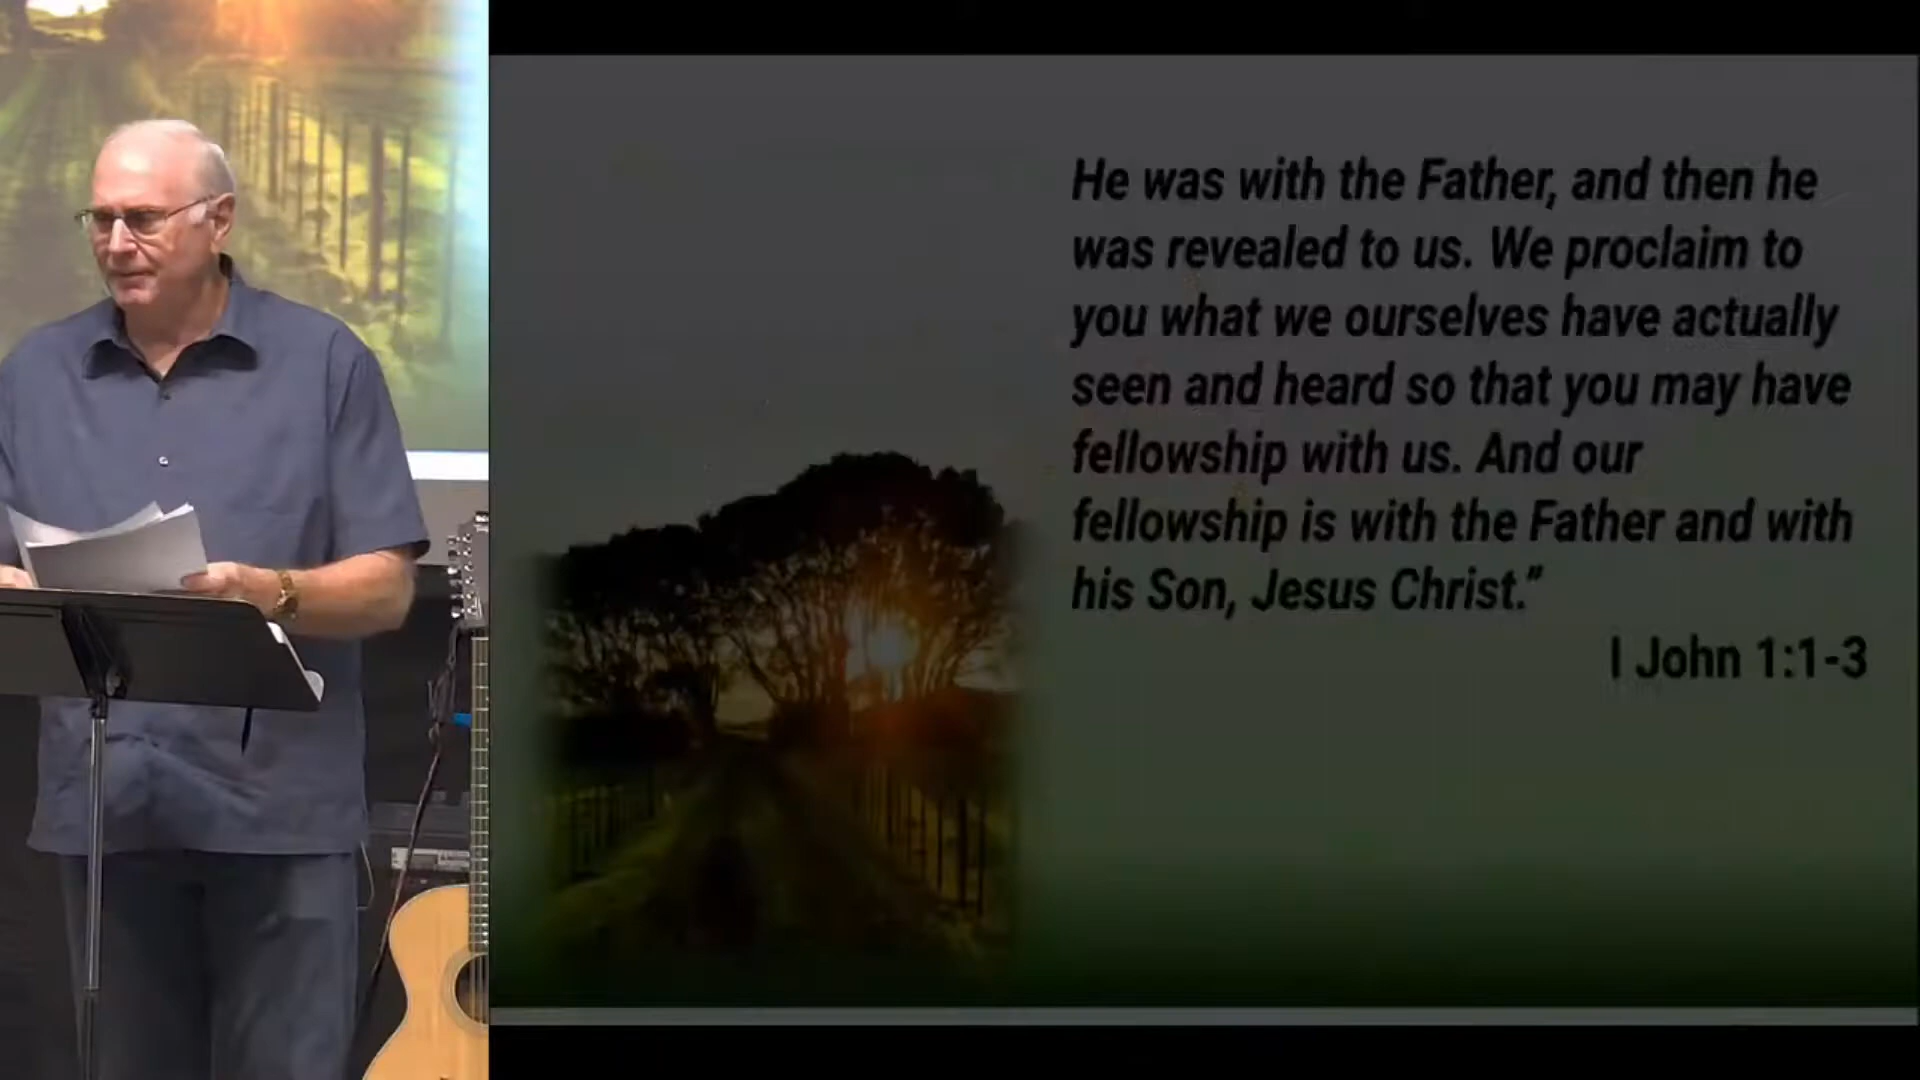 He was with the Father, and then he
was revealed to us. We proclaim to
you what we ourselves have actually
seen and heard so that you may have
fellowship with us. And our
fellowship is with the Father and with
his Son, Jesus Christ.”
I John 1:1-3